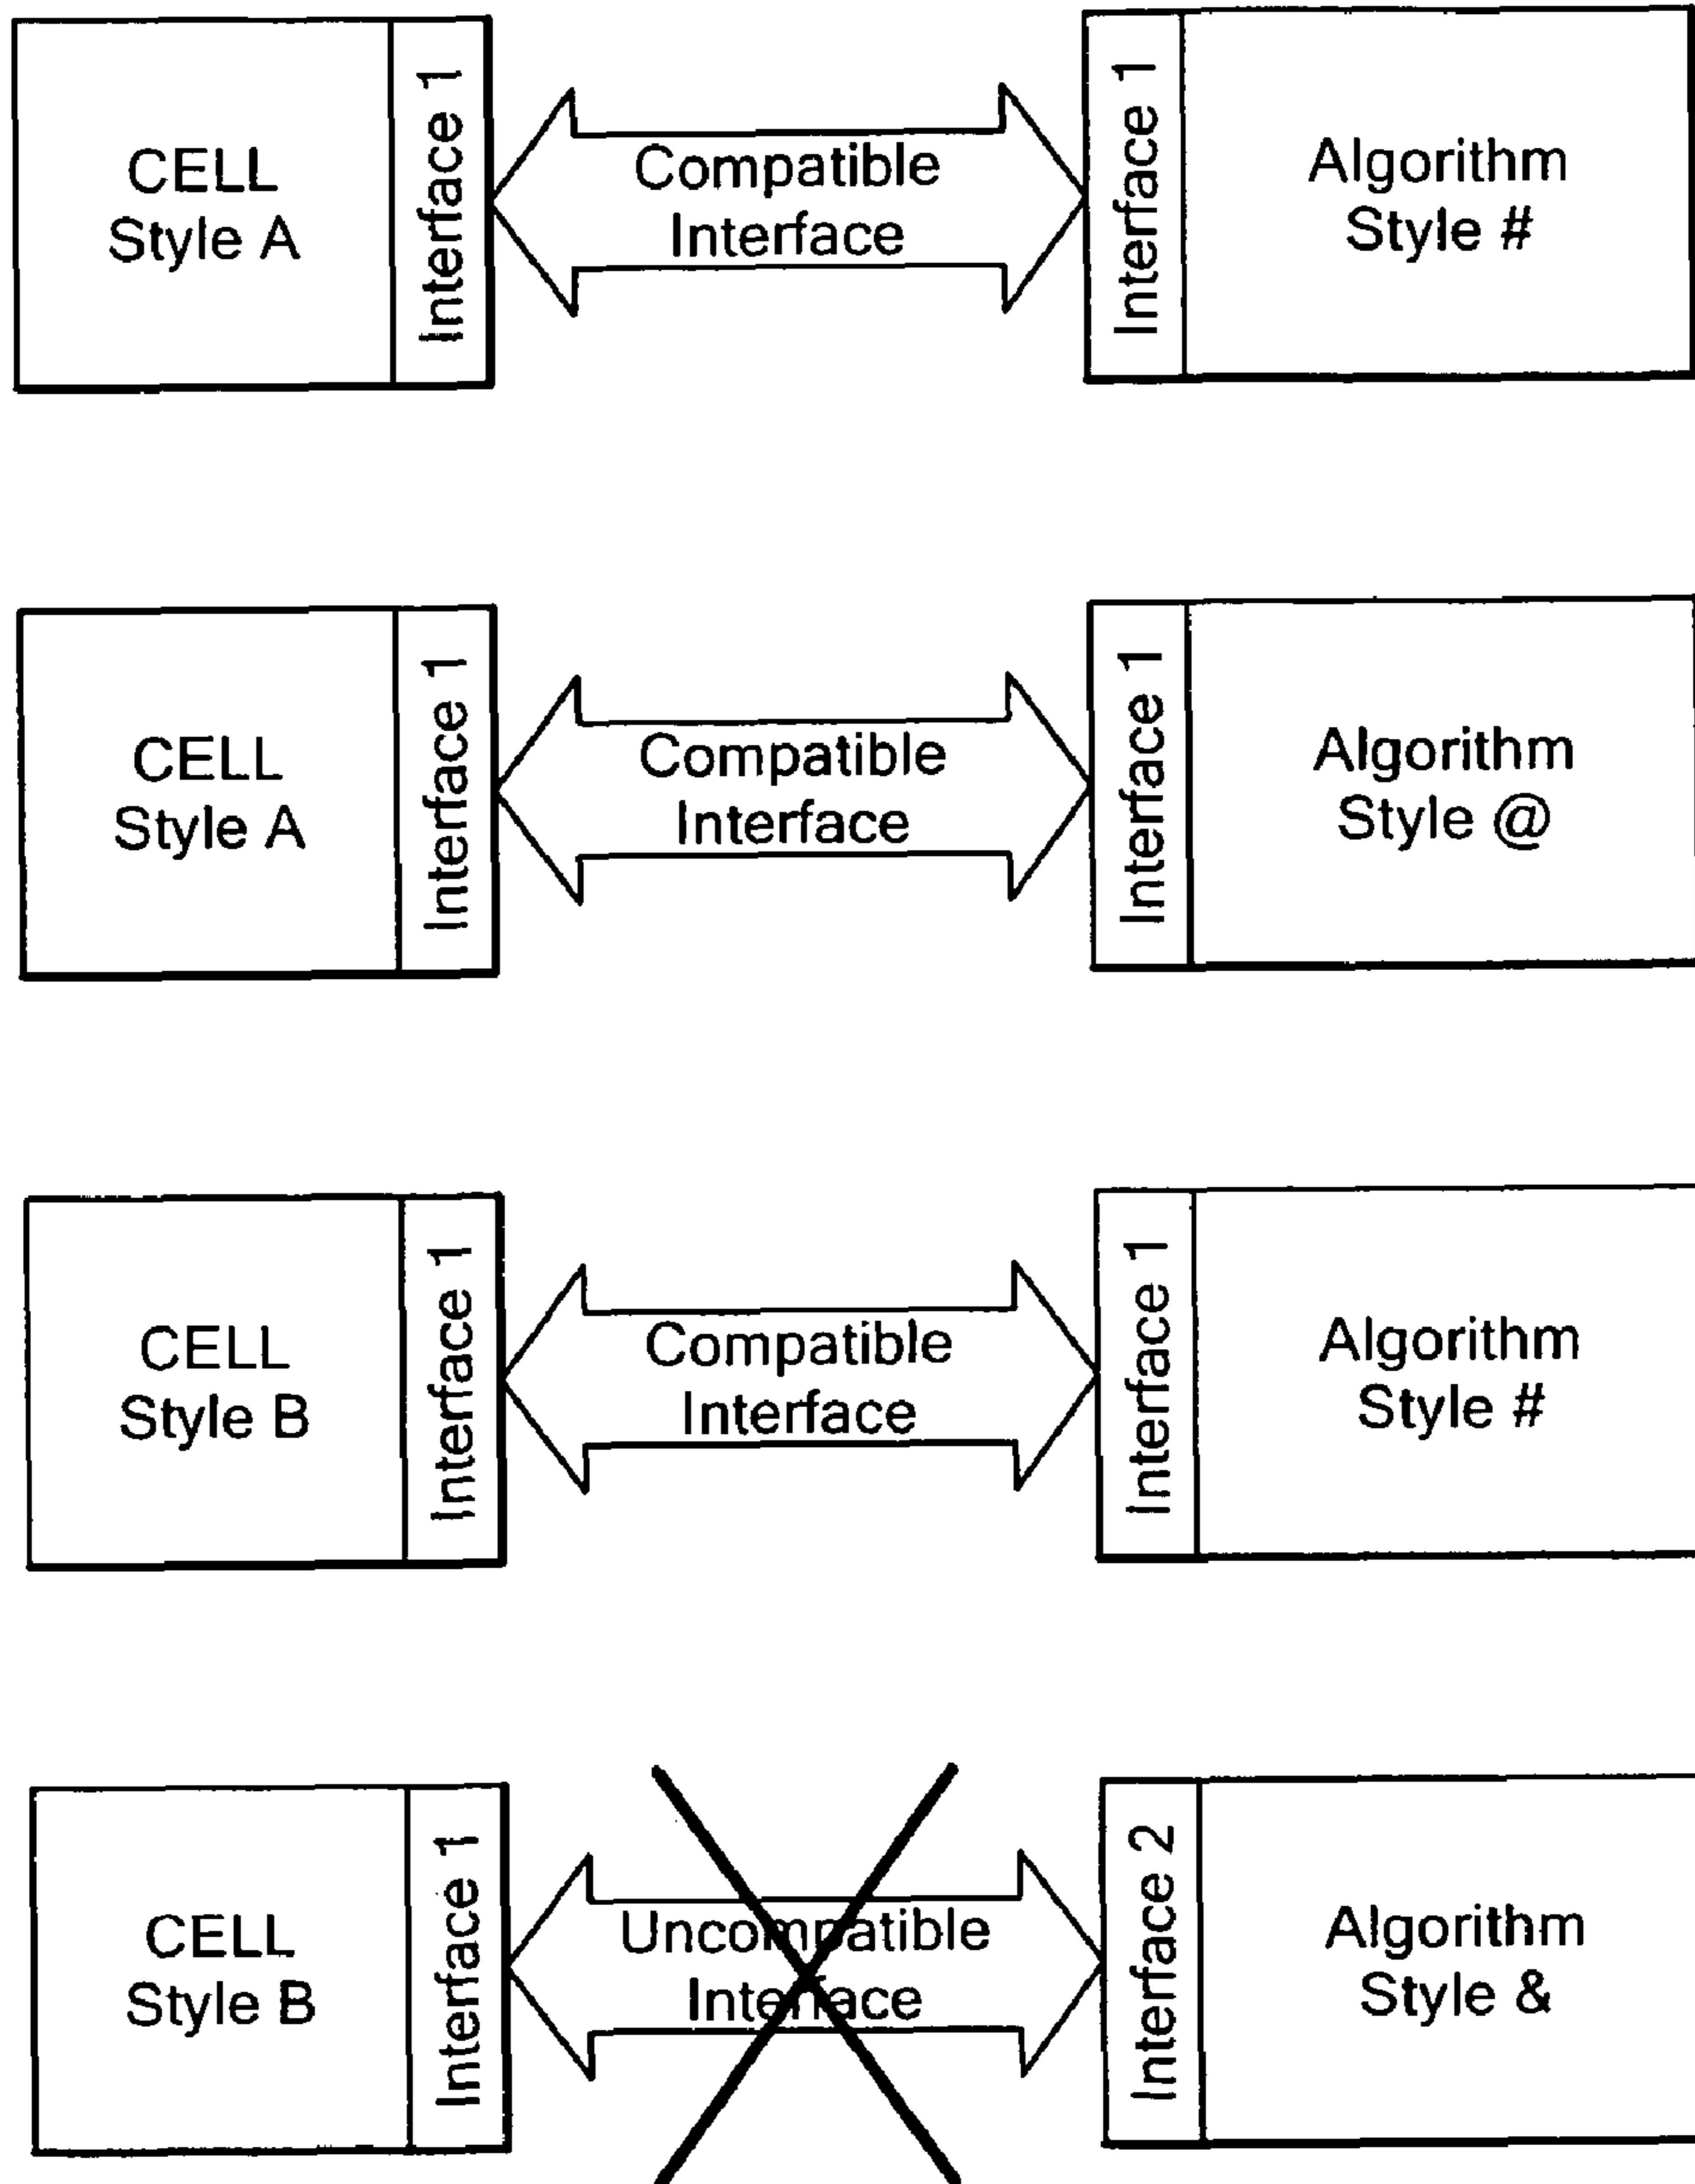 CELL
Style A
Interface 1
Compatible
Interface
Interface 1
Algorithm
Style #
CELL
Style A
Interface 1
Compatible
Interface
Interface 1
Algorithm
Style @
CELL
Style B
Interface 1
Compatible
Interface
Interface 1
Algorithm
Style #
CELL
Style B
Interface 1
Uncompatible
Interface
Interface 2
Algorithm
Style &